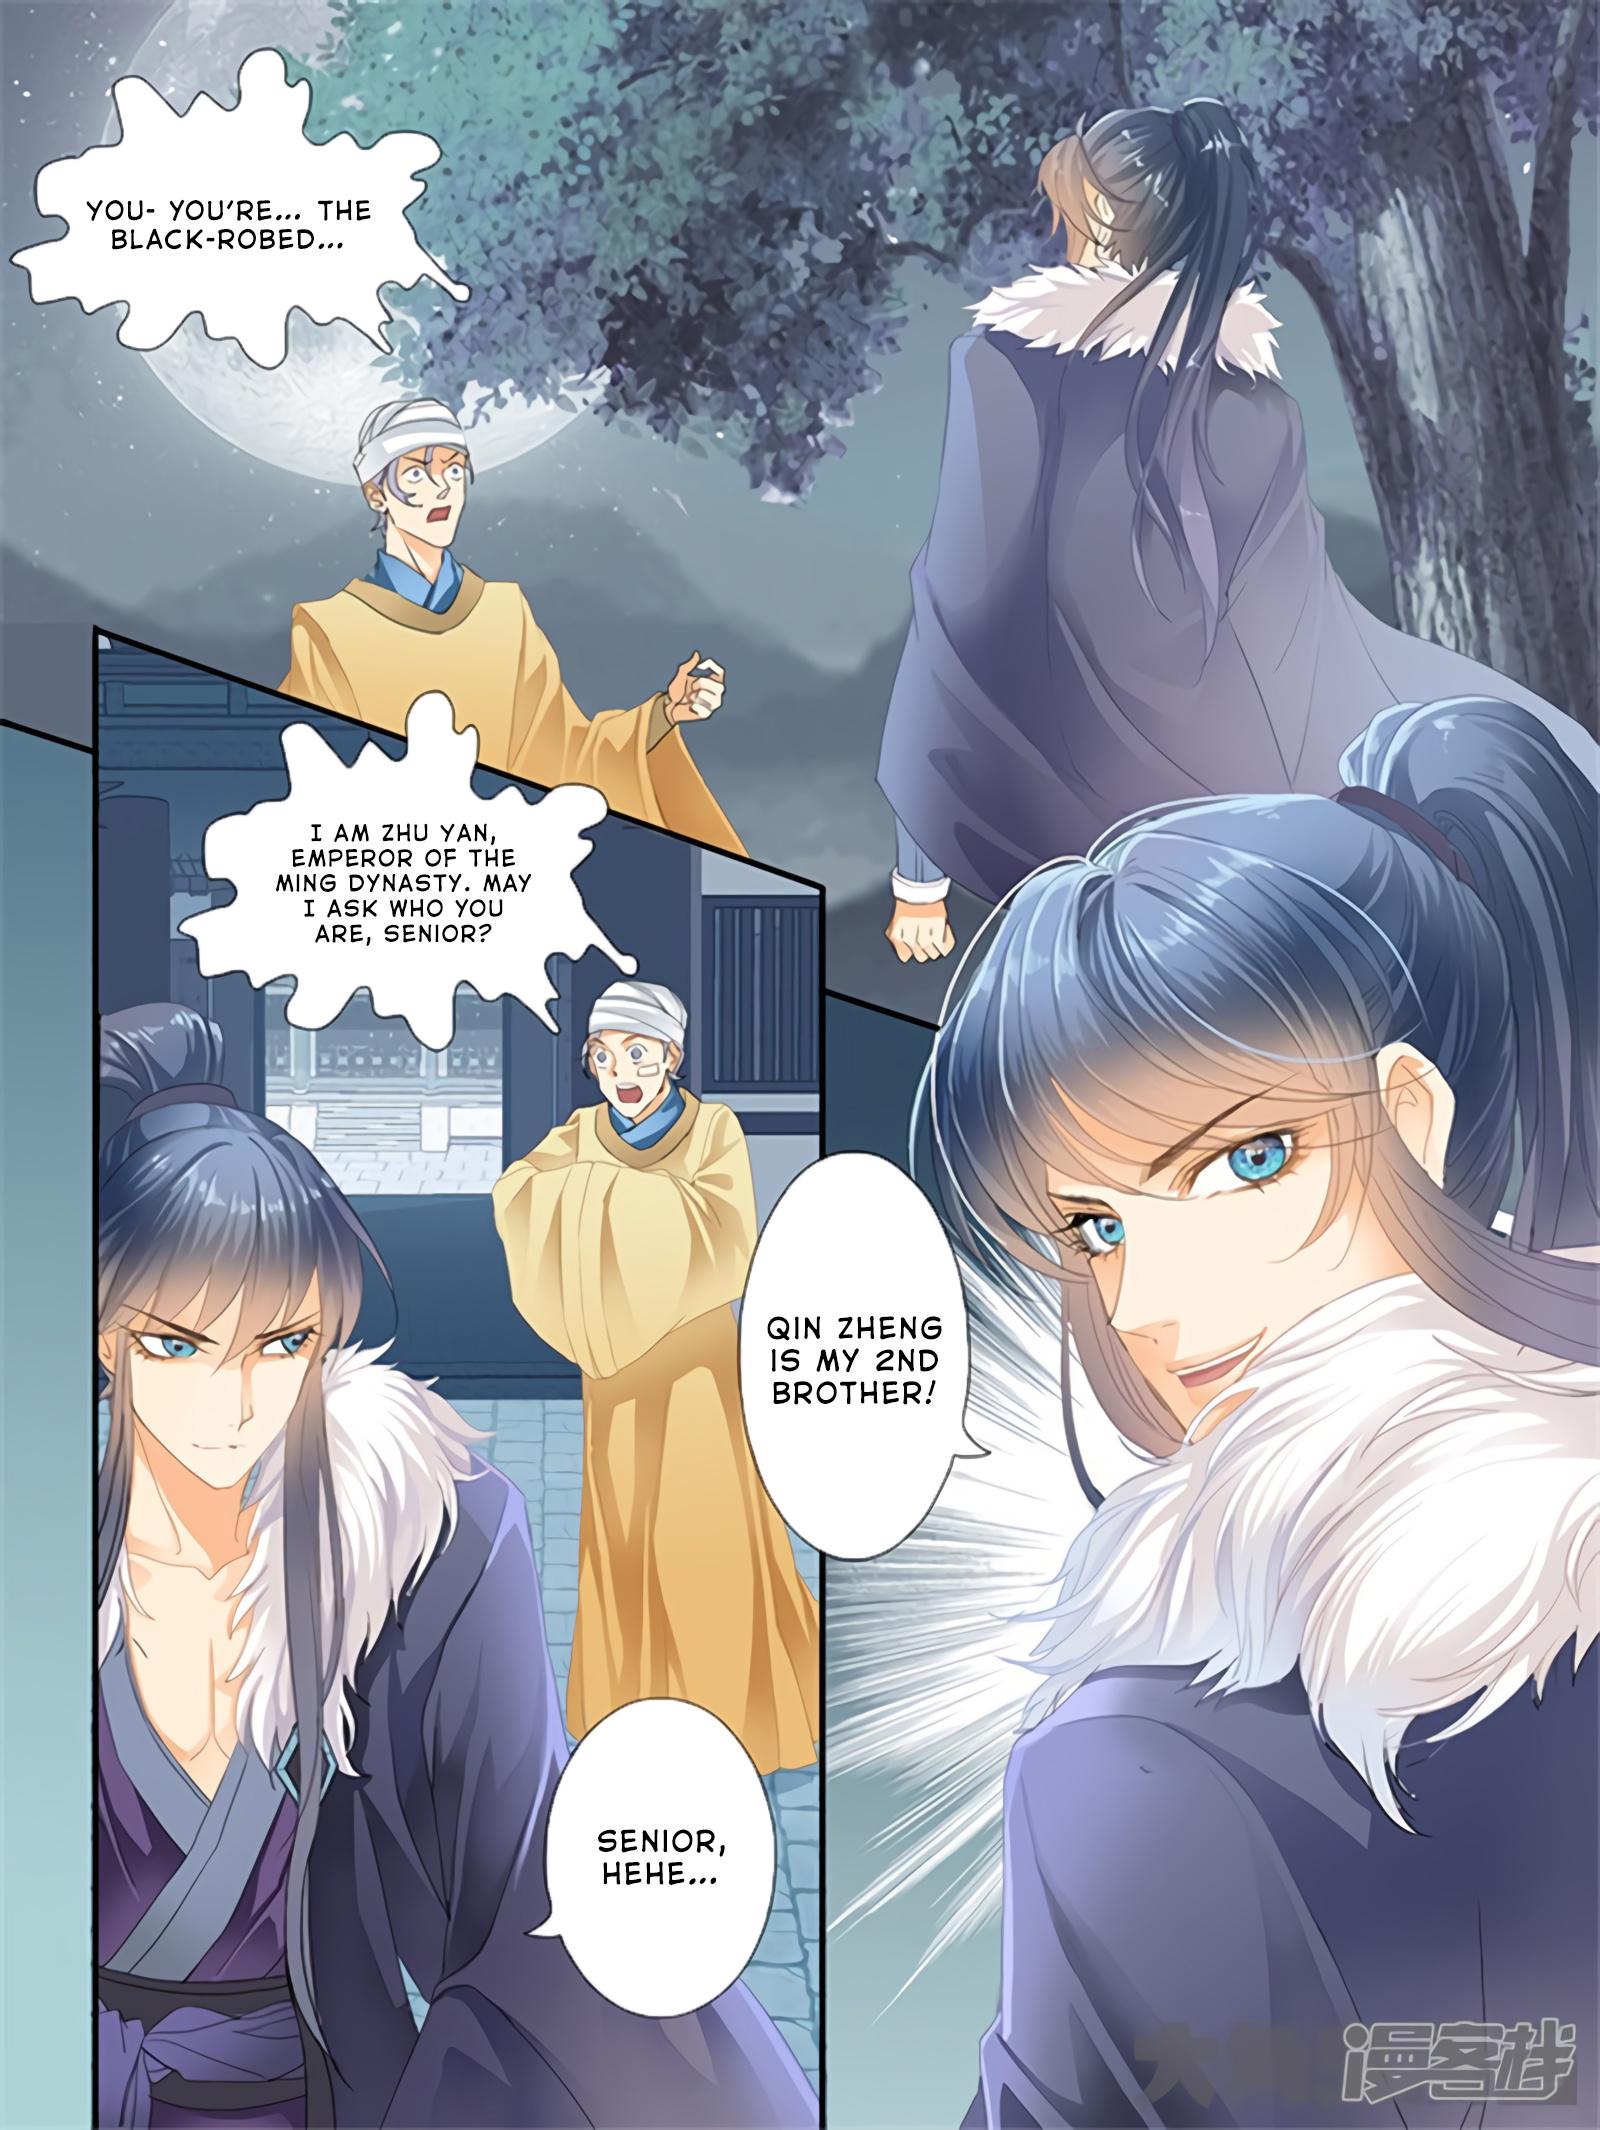 YOU- YOU'RE... THE
BLACK-ROBED...
I AM ZHU YAN,
EMPEROR OF THE
MING DYNASTY. MAY
I ASK WHO YOU
ARE, SENIOR?
QIN ZHENG
IS MY 2ND
BROTHER!
SENIOR,
HEHE...
漫客栈